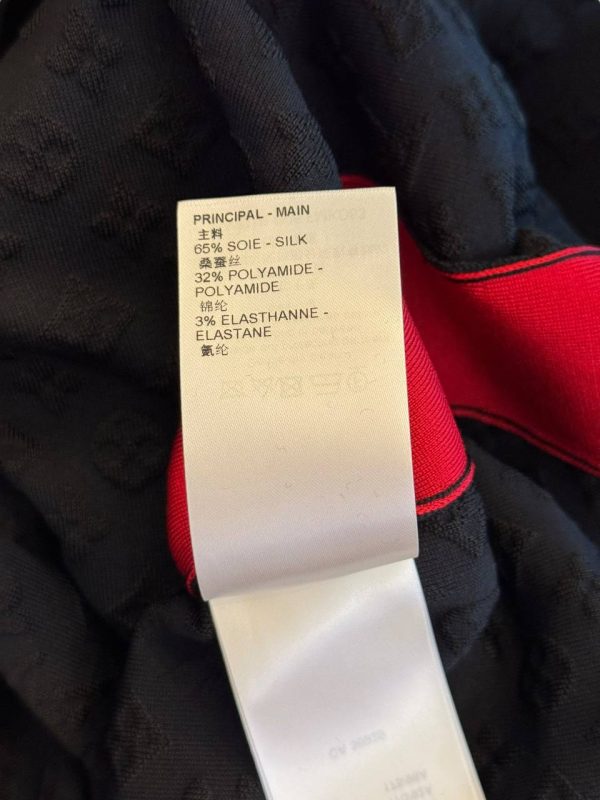 PRINCIPAL - MAIN
主料
65% SOIE - SILK
桑蚕丝
32% POLYAMIDE -
POLYAMIDE
锦纶
3% ELASTHANNE -
ELASTANE
氨纶